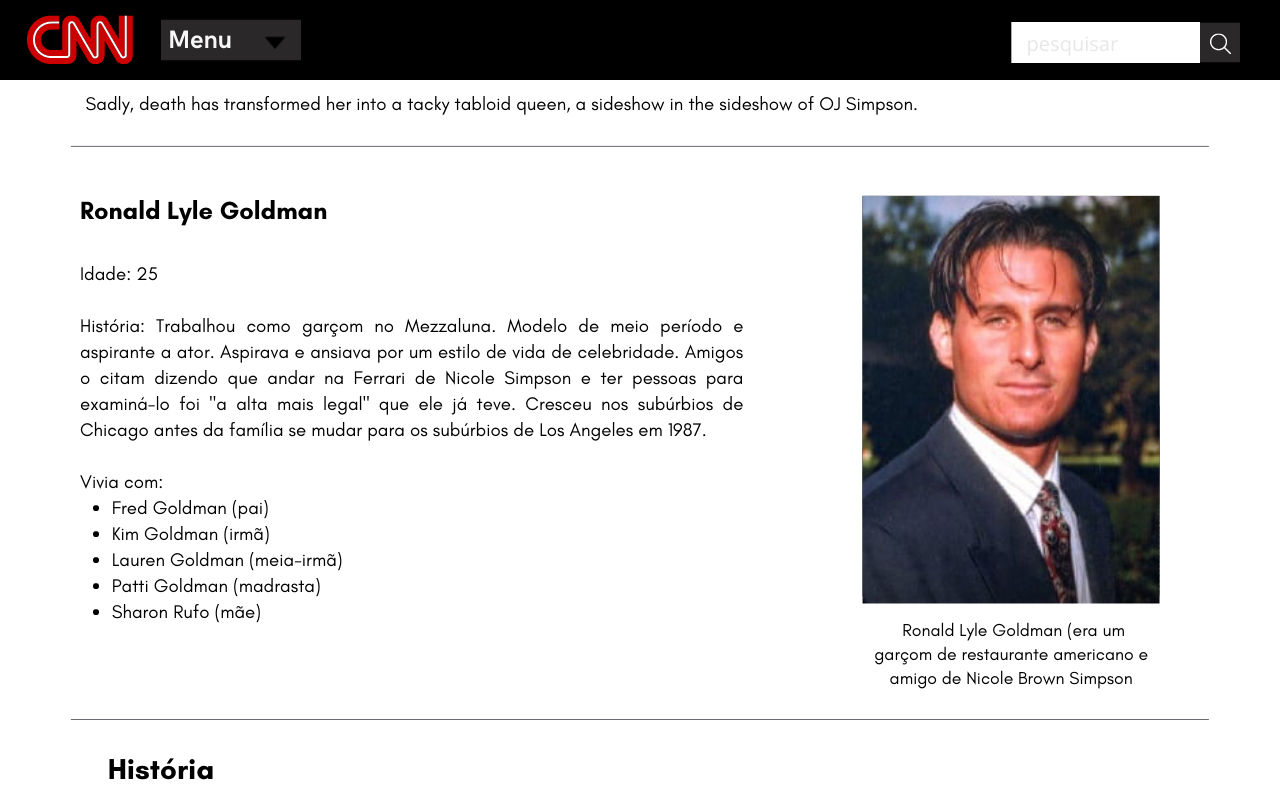 CNN
Menu
pesquisar
Sadly, death has transformed her into a tacky tabloid queen, a sideshow in the sideshow of OJ Simpson.
Ronald Lyle Goldman
Idade: 25
História: Trabalhou como garçom no Mezzaluna. Modelo de meio período e
aspirante a ator. Aspirava e ansiava por um estilo de vida de celebridade. Amigos
o citam dizendo que andar na Ferrari de Nicole Simpson e ter pessoas para
examiná-lo foi "a alta mais legal" que ele já teve. Cresceu nos subúrbios de
Chicago antes da família se mudar para os subúrbios de Los Angeles em 1987.
Vivia com:
• Fred Goldman (pai)
• Kim Goldman (irmã)
• Lauren Goldman (meia-irmã)
• Patti Goldman (madrasta)
• Sharon Rufo (mãe)
Ronald Lyle Goldman (era um
garçom de restaurante americano e
amigo de Nicole Brown Simpson
História